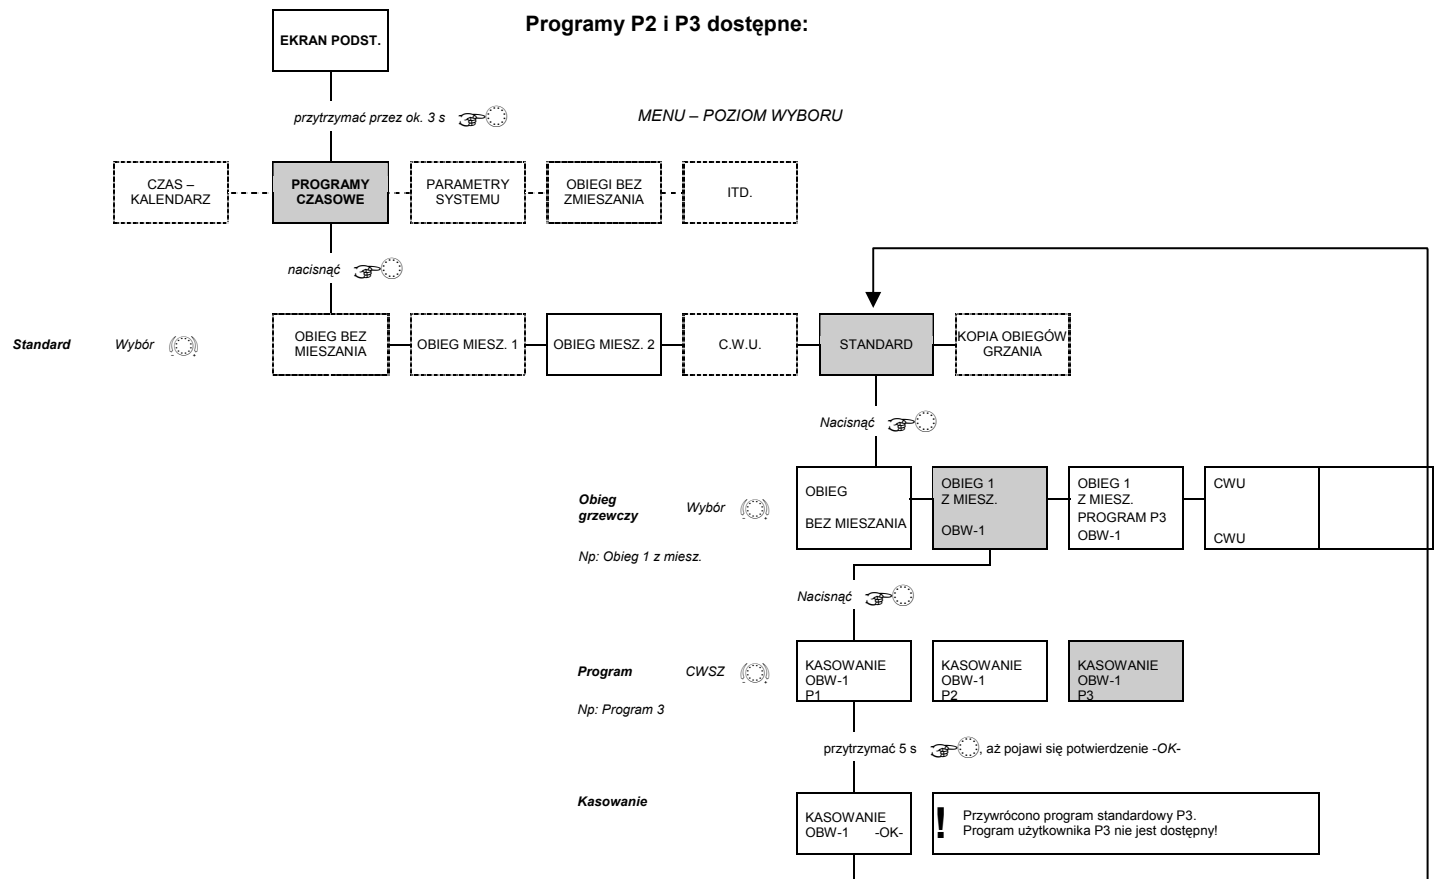 Programy P2 i P3 dostępne:
EKRAN PODST.
przytrzymać przez ok. 3 s
MENU – POZIOM WYBORU
CZAS –
KALENDARZ
PROGRAMY
CZASOWE
PARAMETRY
SYSTEMU
OBIEGI BEZ
ZMIESZANIA
ITD.
nacisnąć
Standard
Wybór
OBIEG BEZ
MIESZANIA
OBIEG MIESZ. 1
OBIEG MIESZ. 2
C.W.U.
STANDARD
KOPIA OBIEGÓW
GRZANIA
Nacisnąć
Obieg
grzewczy
Wybór
Np: Obieg 1 z miesz.
OBIEG
BEZ MIESZANIA
OBIEG 1
Z MIESZ.
OBW-1
OBIEG 1
Z MIESZ.
PROGRAM P3
OBW-1
CWU
CWU
Nacisnąć
Program
CWSZ
Np: Program 3
KASOWANIE
OBW-1
P1
KASOWANIE
OBW-1
P2
KASOWANIE
OBW-1
P3
przytrzymać 5 s , aż pojawi się potwierdzenie -OK-
Kasowanie
KASOWANIE
OBW-1 -OK-
! Przywrócono program standardowy P3.
Program użytkownika P3 nie jest dostępny!